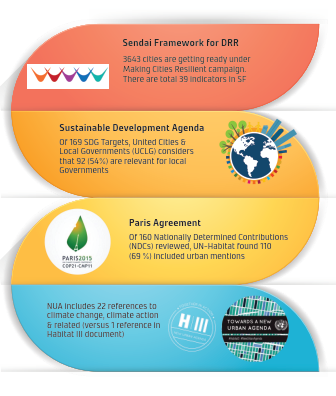 Sendai Framework for DRR
3643 cities are getting ready under
Making Cities Resilient campaign.
There are total 39 indicators in SF
Sustainable Development Agenda
Of 169 SDG Targets, United Cities &
Local Governments (UCLG) considers
that 92 (54%) are relevant for local
Governments
Paris Agreement
Of 160 Nationally Determined Contributions
(NDCs) reviewed, UN-Habitat found 110
(69 %) included urban mentions
PARIS2015
COP21·CMP11
NUA includes 22 references to
climate change, climate action
& related (versus 1 reference in
Habitat III document)
H III
TOWARDS A NEW
URBAN AGENDA